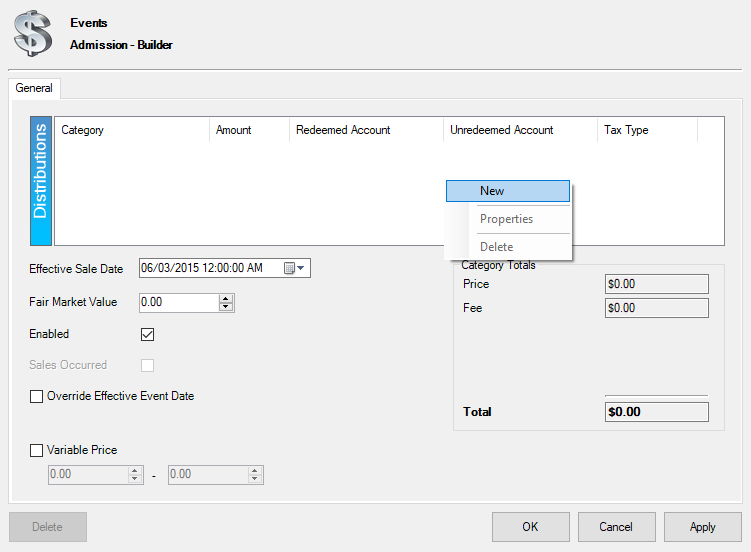 Events
Admission - Builder
General
Distributions
Category Amount Redeemed Account Unredeemed Account Tax Type
New
Properties
Delete
Effective Sale Date 06/03/2015 12:00:00 AM
Category Totals
Price $0.00
Fair Market Value 0.00
Fee $0.00
Enabled
Sales Occurred
Override Effective Event Date
Total $0.00
Variable Price
0.00 - 0.00
Delete OK Cancel Apply